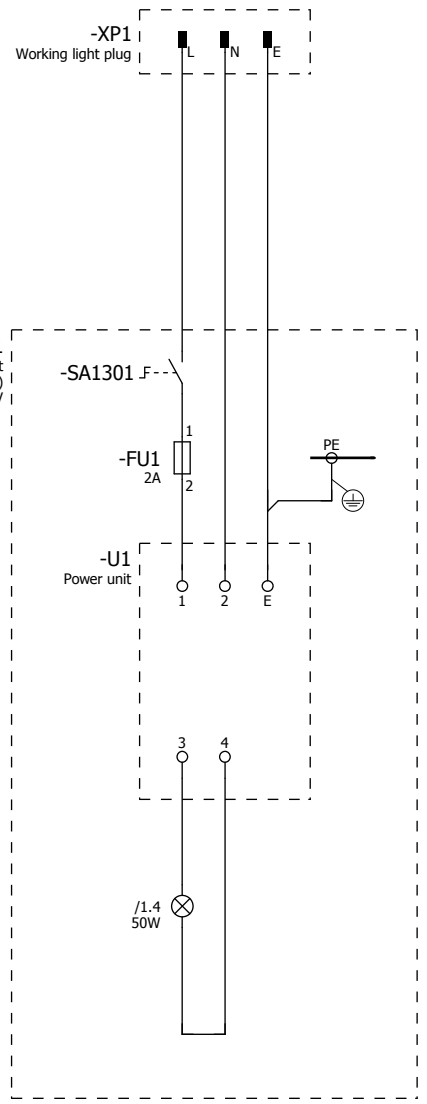 -XP1
Working light plug
L
N
E
-SA1301
1
-FU1
2A
2
PE
-U1
Power unit
1
2
E
3
4
/1.4
50W